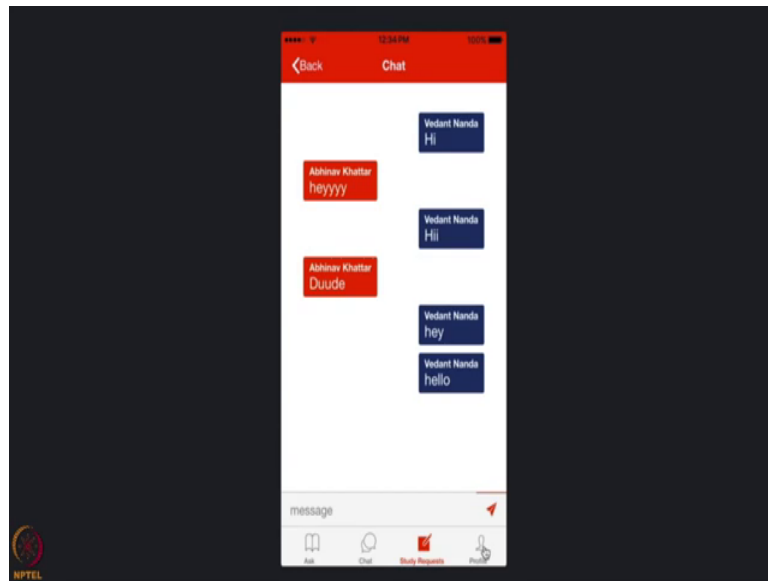 12:34 PM 100%
Back Chat
Vedant Nanda
Hi
Abhinav Khattar
heyyyy
Vedant Nanda
Hii
Abhinav Khattar
Duude
Vedant Nanda
hey
Vedant Nanda
hello
message
Ask Chat Study Requests Profile
NPTEL